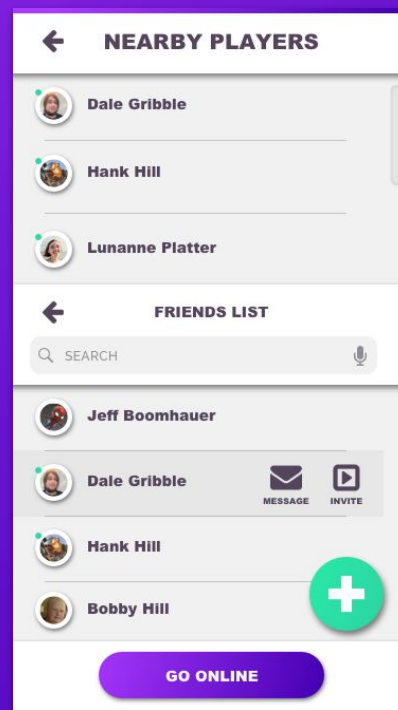 NEARBY PLAYERS
Dale Gribble
Hank Hill
Lunanne Platter
FRIENDS LIST
SEARCH
Jeff Boomhauer
Dale Gribble
MESSAGE INVITE
Hank Hill
Bobby Hill
GO ONLINE